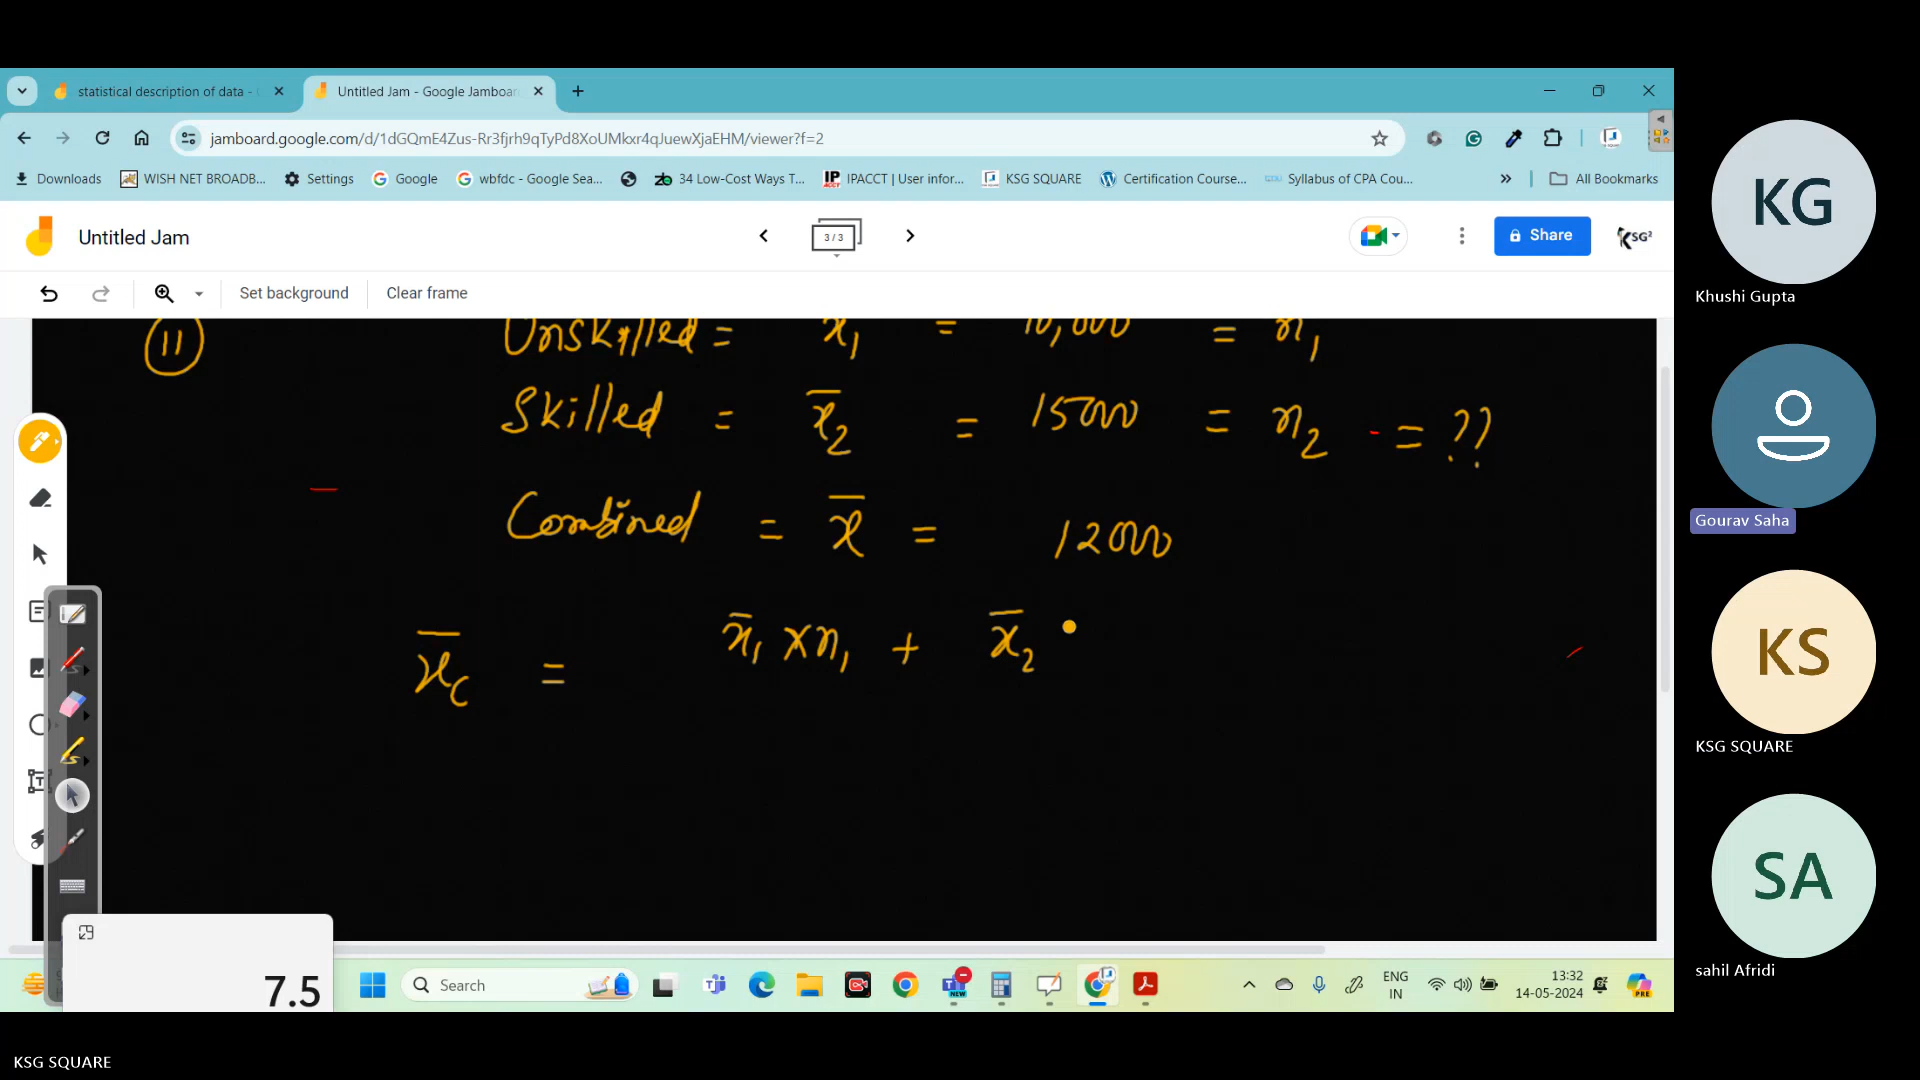 statistical description of data -
Untitled Jam - Google Jamboar
jamboard.google.com/d/1dGQmE4Zus-Rr3fjrh9qTyPd8XoUMkxr4qJuewXjaEHM/viewer?f=2
Downloads WISH NET BROADB... Settings Google wbfdc - Google Sea... 34 Low-Cost Ways T... IPACCT | User infor... KSG SQUARE Certification Course... Syllabus of CPA Cou... » All Bookmarks
Untitled Jam 3 / 3 Share KSG²
Set background Clear frame
11 Unskilled = x̄₁ = 10,000 = n₁
Skilled = x̄₂ = 15000 = n₂ = ??
Combined = x̄ = 12000
x̄c = x̄₁ × n₁ + x̄₂
7.5
Search
ENG IN
13:32
14-05-2024
KG
Khushi Gupta
Gourav Saha
KS
KSG SQUARE
SA
sahil Afridi
KSG SQUARE